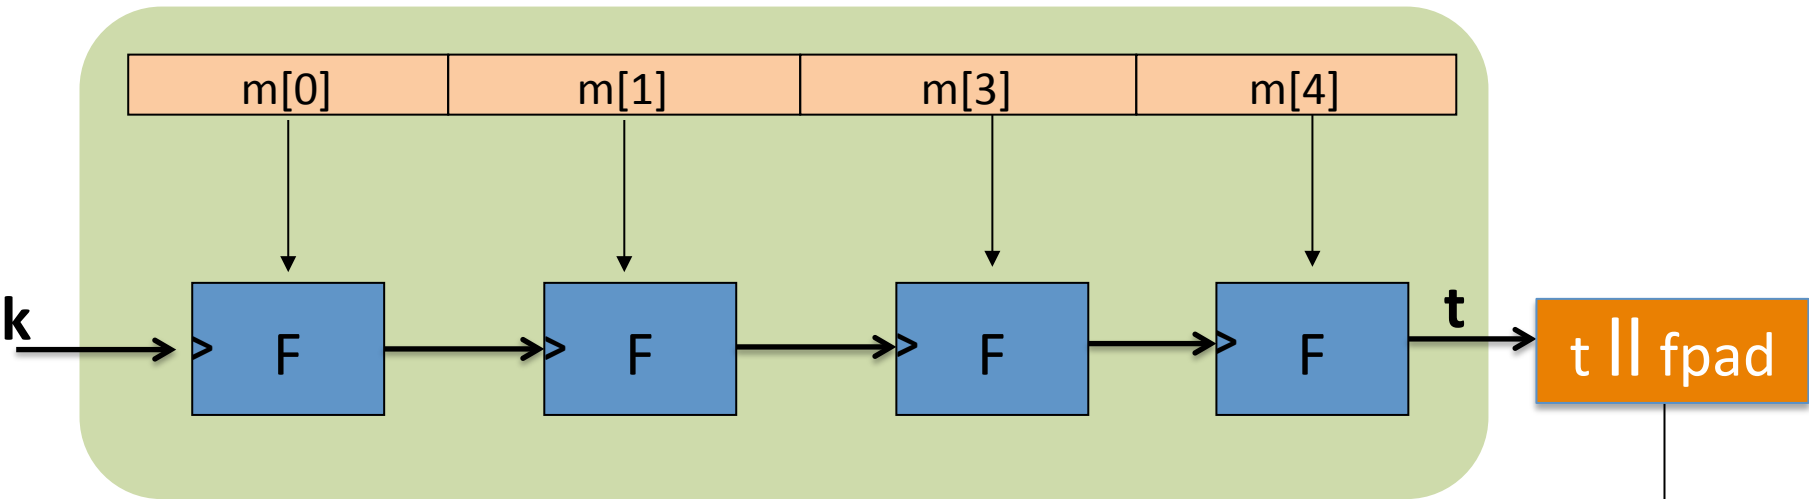 m[0] m[1] m[3] m[4]
k > F > F > F > F t t || fpad